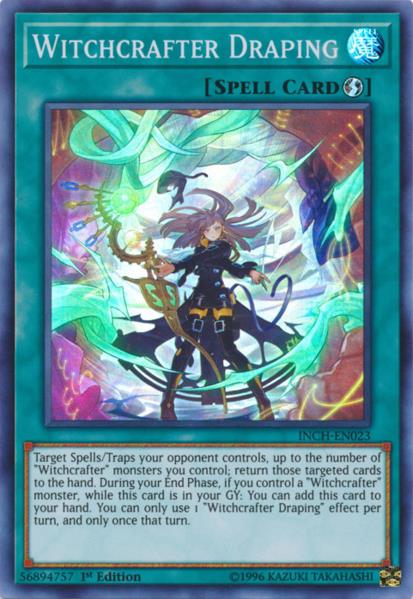 WITCHCRAFTER DRAPING
SPELL
魔
[SPELL CARD]
INCH-EN023
Target Spells/Traps your opponent controls, up to the number of
"Witchcrafter" monsters you control; return those targeted cards
to the hand. During your End Phase, if you control a "Witchcrafter"
monster, while this card is in your GY: You can add this card to
your hand. You can only use 1 "Witchcrafter Draping" effect per
turn, and only once that turn.
56894757 1st Edition ©1996 KAZUKI TAKAHASHI